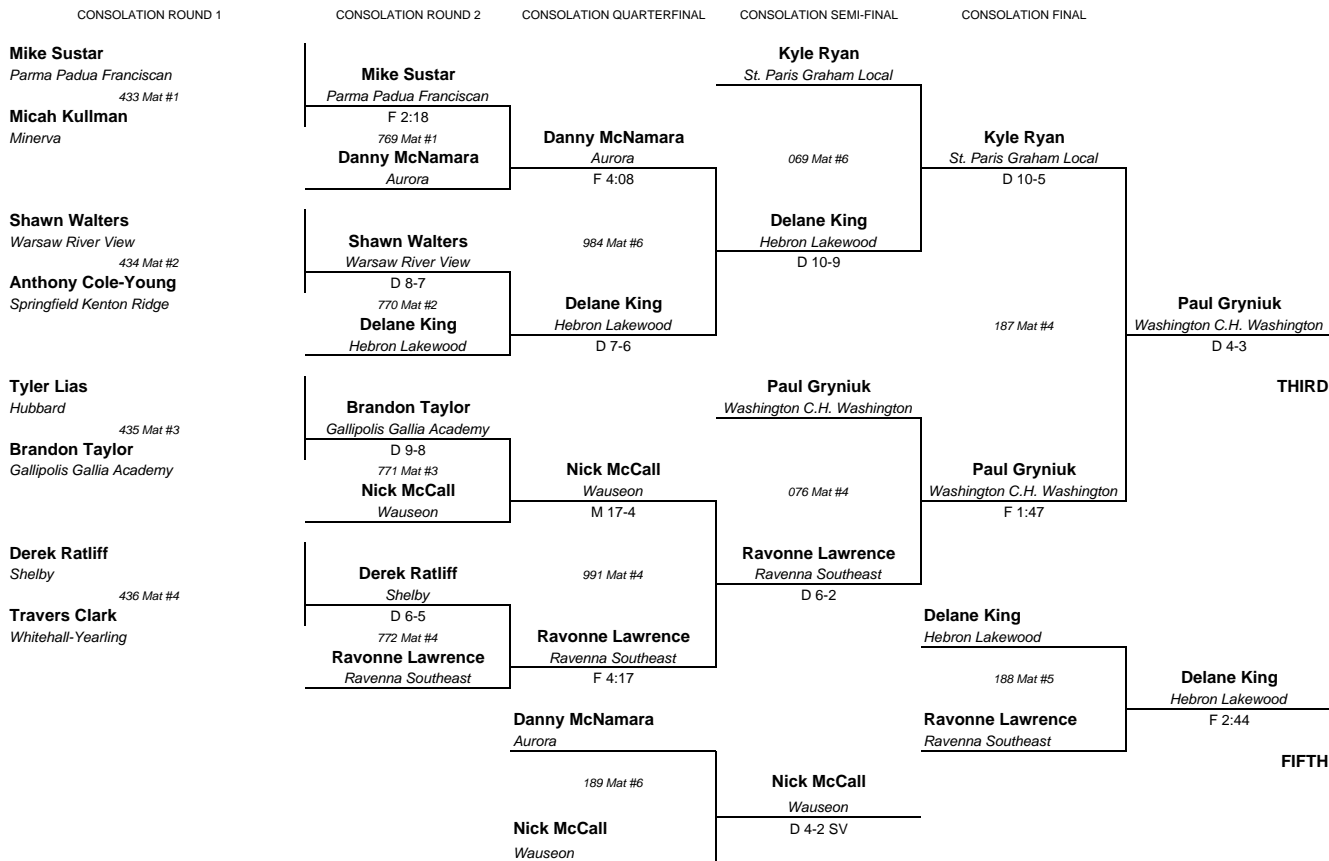 CONSOLATION ROUND 1
CONSOLATION ROUND 2
CONSOLATION QUARTERFINAL
CONSOLATION SEMI-FINAL
CONSOLATION FINAL
Mike Sustar
Parma Padua Franciscan
433 Mat #1
Micah Kullman
Minerva
Shawn Walters
Warsaw River View
434 Mat #2
Anthony Cole-Young
Springfield Kenton Ridge
Tyler Lias
Hubbard
435 Mat #3
Brandon Taylor
Gallipolis Gallia Academy
Derek Ratliff
Shelby
436 Mat #4
Travers Clark
Whitehall-Yearling
Mike Sustar
Parma Padua Franciscan
F 2:18
769 Mat #1
Danny McNamara
Aurora
Shawn Walters
Warsaw River View
D 8-7
770 Mat #2
Delane King
Hebron Lakewood
Brandon Taylor
Gallipolis Gallia Academy
D 9-8
771 Mat #3
Nick McCall
Wauseon
Derek Ratliff
Shelby
D 6-5
772 Mat #4
Ravonne Lawrence
Ravenna Southeast
Danny McNamara
Aurora
F 4:08
984 Mat #6
Delane King
Hebron Lakewood
D 7-6
Nick McCall
Wauseon
M 17-4
991 Mat #4
Ravonne Lawrence
Ravenna Southeast
F 4:17
Danny McNamara
Aurora
189 Mat #6
Nick McCall
Wauseon
Kyle Ryan
St. Paris Graham Local
069 Mat #6
Delane King
Hebron Lakewood
D 10-9
Paul Gryniuk
Washington C.H. Washington
076 Mat #4
Ravonne Lawrence
Ravenna Southeast
D 6-2
Nick McCall
Wauseon
D 4-2 SV
Kyle Ryan
St. Paris Graham Local
D 10-5
187 Mat #4
Paul Gryniuk
Washington C.H. Washington
F 1:47
Delane King
Hebron Lakewood
188 Mat #5
Ravonne Lawrence
Ravenna Southeast
Paul Gryniuk
Washington C.H. Washington
D 4-3
THIRD
Delane King
Hebron Lakewood
F 2:44
FIFTH